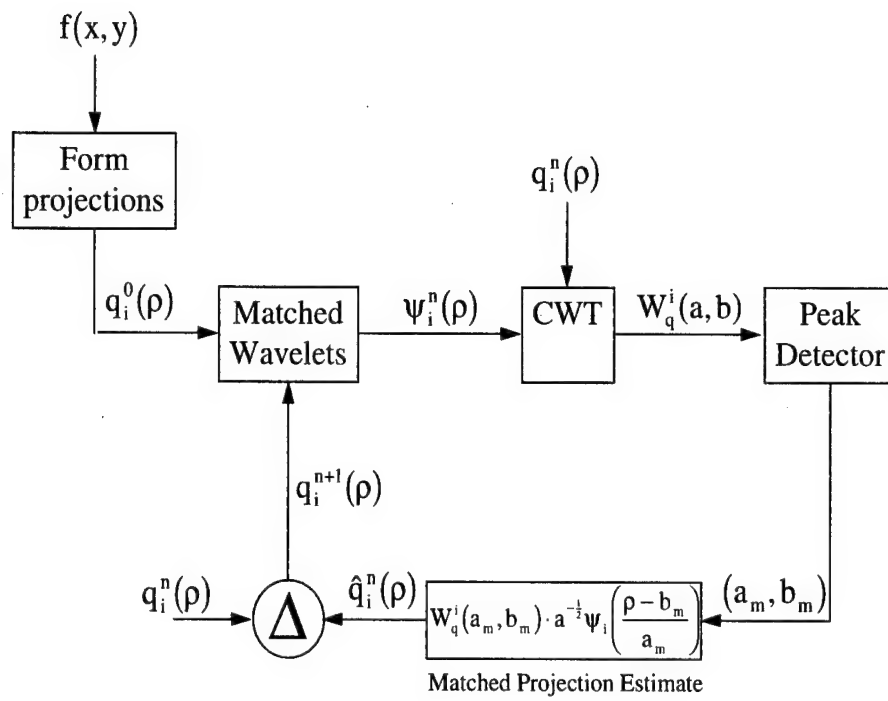 f(x,y)
Form
projections
q_i^n(ρ)
q_i^0(ρ)
Matched
Wavelets
ψ_i^n(ρ)
CWT
W_q^i(a,b)
Peak
Detector
q_i^{n+1}(ρ)
q_i^n(ρ)
Δ
q̂_i^n(ρ)
W_q^i(a_m,b_m)·a^{-1/2}ψ_i((ρ-b_m)/a_m)
(a_m,b_m)
Matched Projection Estimate